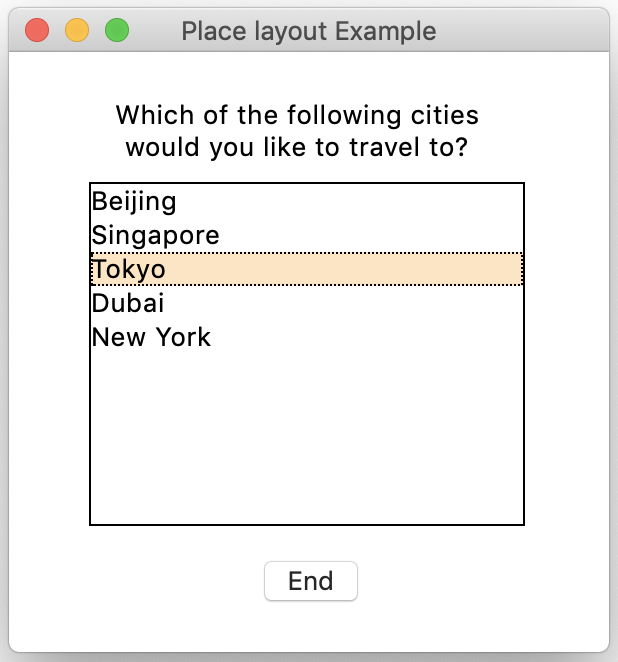 Place layout Example
Which of the following cities
would you like to travel to?
Beijing
Singapore
Tokyo
Dubai
New York
End